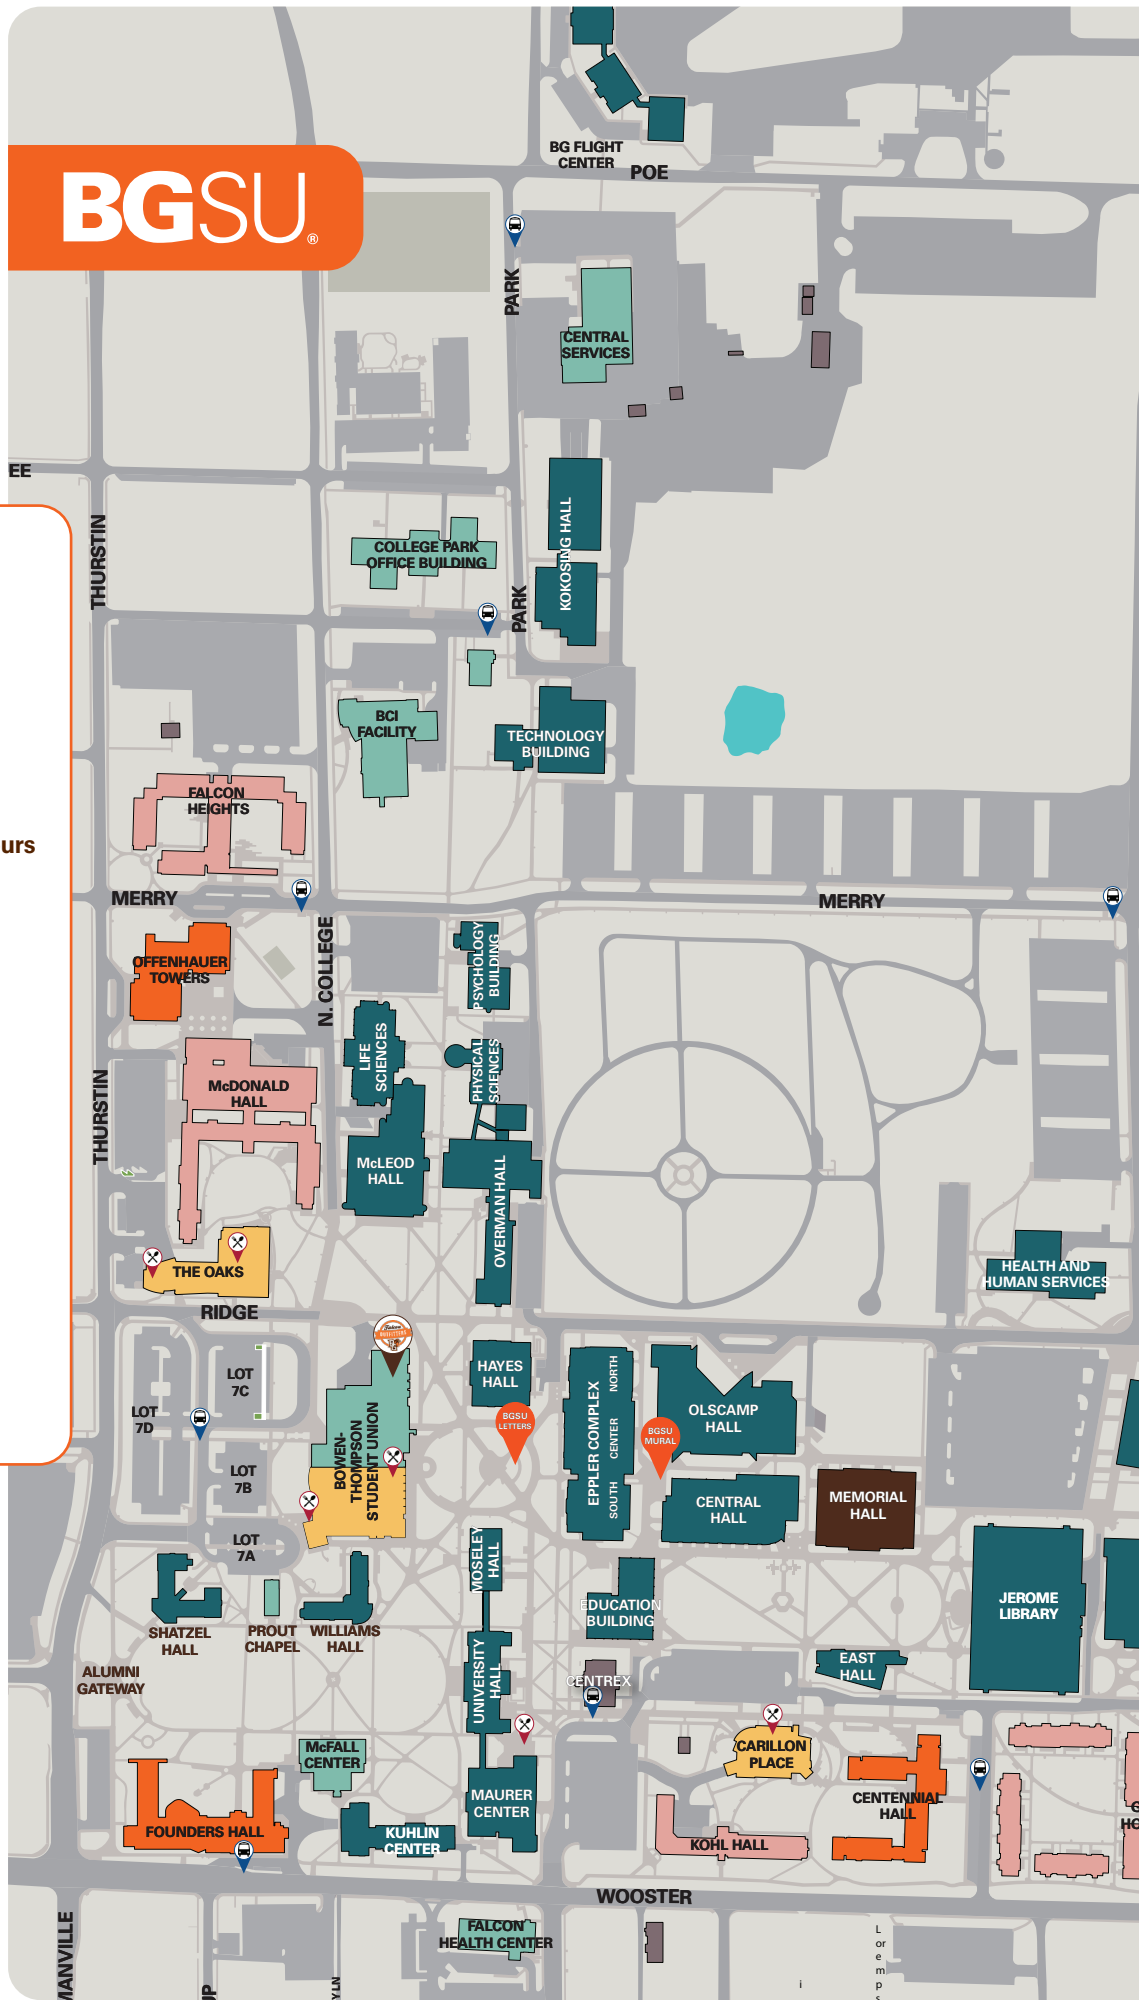 BG FLIGHT
CENTER
POE
BGSU®
PARK
CENTRAL
SERVICES
EE
THURSTIN
COLLEGE PARK
OFFICE BUILDING
KOKOSING HALL
PARK
BCI
FACILITY
TECHNOLOGY
BUILDING
FALCON
HEIGHTS
urs
MERRY
MERRY
OFFENHAUER
TOWERS
N. COLLEGE
PSYCHOLOGY
BUILDING
LIFE
SCIENCES
PHYSICAL
SCIENCES
McDONALD
HALL
THURSTIN
McLEOD
HALL
OVERMAN HALL
THE OAKS
HEALTH AND
HUMAN SERVICES
RIDGE
Falcon
OUTFITTERS
HAYES
HALL
LOT
7C
LOT
7D
BGSU
LETTERS
EPPLER COMPLEX
NORTH
CENTER
SOUTH
OLSCAMP
HALL
BGSU
MURAL
BOWEN-
THOMPSON
STUDENT UNION
LOT
7B
CENTRAL
HALL
MEMORIAL
HALL
LOT
7A
MOSELEY
HALL
EDUCATION
BUILDING
JEROME
LIBRARY
SHATZEL
HALL
PROUT
CHAPEL
WILLIAMS
HALL
ALUMNI
GATEWAY
UNIVERSITY
HALL
CENTREX
EAST
HALL
McFALL
CENTER
CARILLON
PLACE
MAURER
CENTER
CENTENNIAL
HALL
FOUNDERS HALL
KUHLIN
CENTER
KOHL HALL
HO
WOOSTER
FALCON
HEALTH CENTER
MANVILLE
UP
Y LN
L
or
e
m
p
s
i